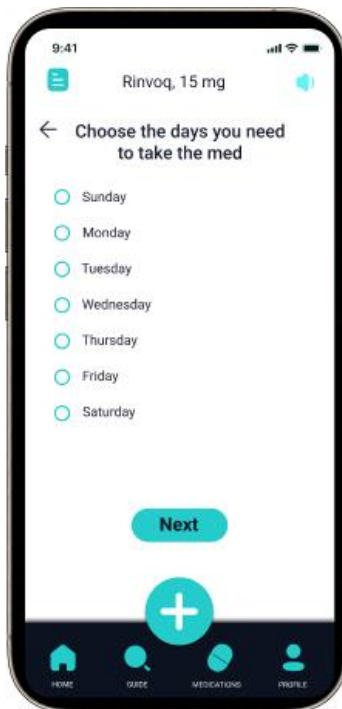 9:41
Rinvoq, 15 mg
Choose the days you need
to take the med
Sunday
Monday
Tuesday
Wednesday
Thursday
Friday
Saturday
Next
HOME
GUIDE
MEDICATIONS
PROFILE